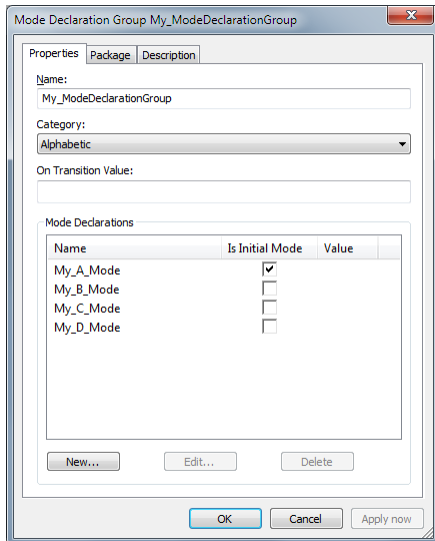 Mode Declaration Group My_ModeDeclarationGroup
Properties Package Description
Name:
My_ModeDeclarationGroup
Category:
Alphabetic
On Transition Value:
Mode Declarations
Name Is Initial Mode Value
My_A_Mode
My_B_Mode
My_C_Mode
My_D_Mode
New... Edit... Delete
OK Cancel Apply now